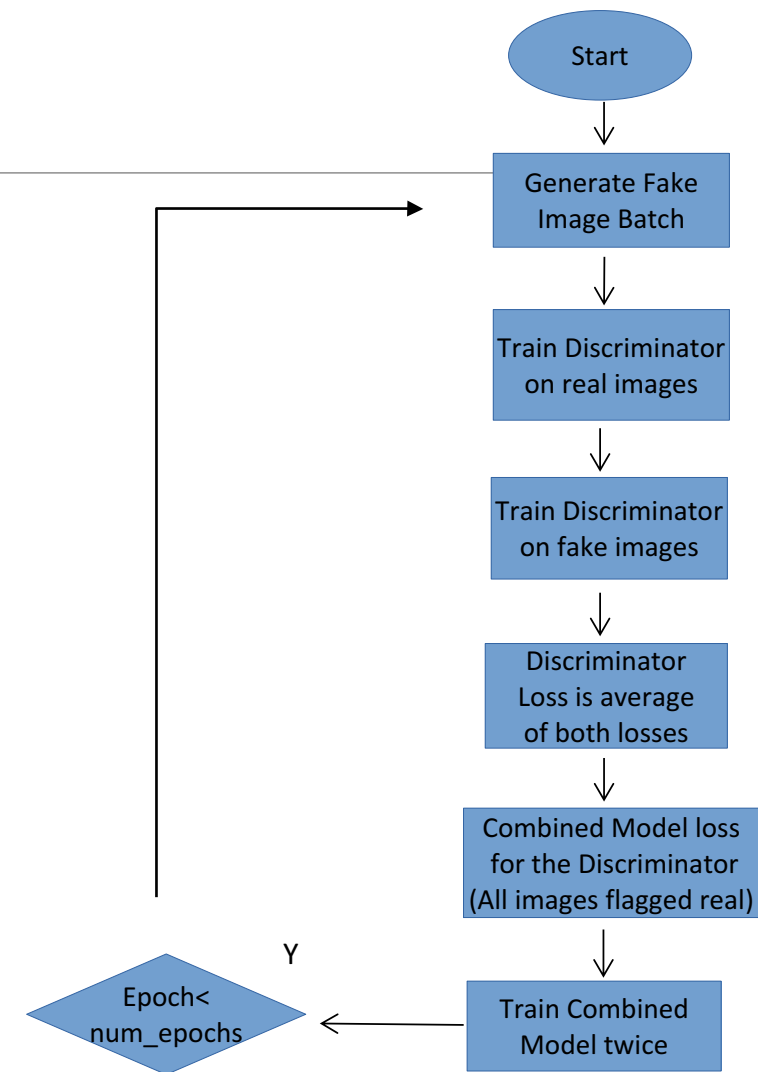 Start
Generate Fake
Image Batch
Train Discriminator
on real images
Train Discriminator
on fake images
Discriminator
Loss is average
of both losses
Combined Model loss
for the Discriminator
(All images flagged real)
Train Combined
Model twice
Y
Epoch<
num_epochs